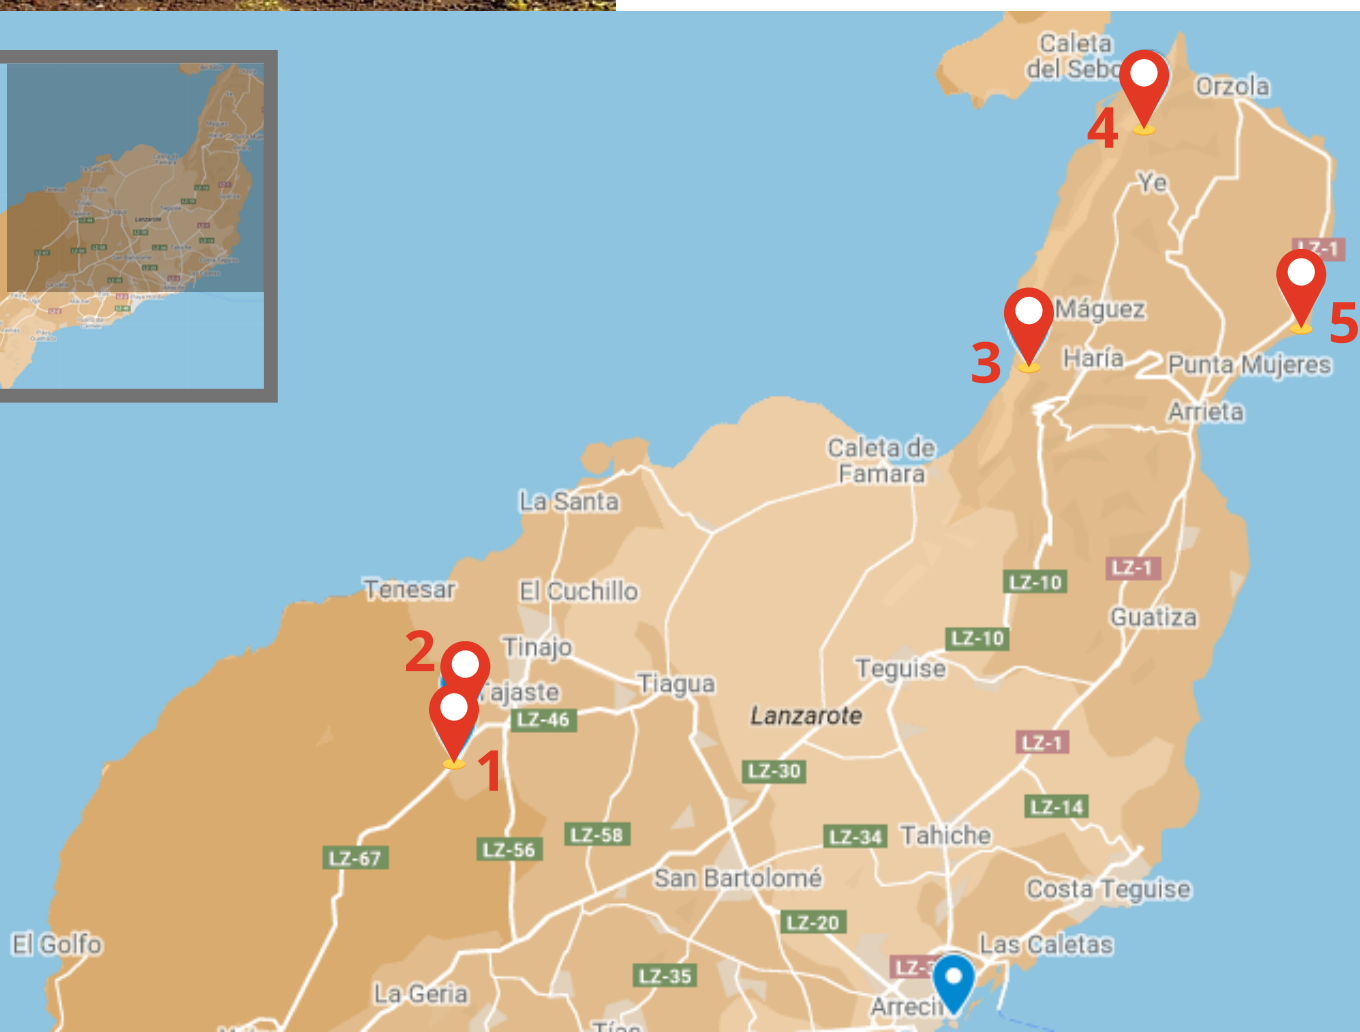 Caleta
del Sebo
Orzola
4
Ye
LZ-1
5
Máguez
3
Haría
Punta Mujeres
Arrieta
Caleta de
Famara
La Santa
LZ-10
LZ-1
Tenesar
El Cuchillo
Guatiza
2
Tinajo
LZ-10
Teguise
Tajaste
Tiagua
LZ-46
Lanzarote
1
LZ-30
LZ-1
LZ-14
LZ-67
LZ-56
LZ-58
LZ-34
Tahiche
San Bartolomé
Costa Teguise
LZ-20
El Golfo
Las Caletas
LZ-35
La Geria
Arreci
Tías